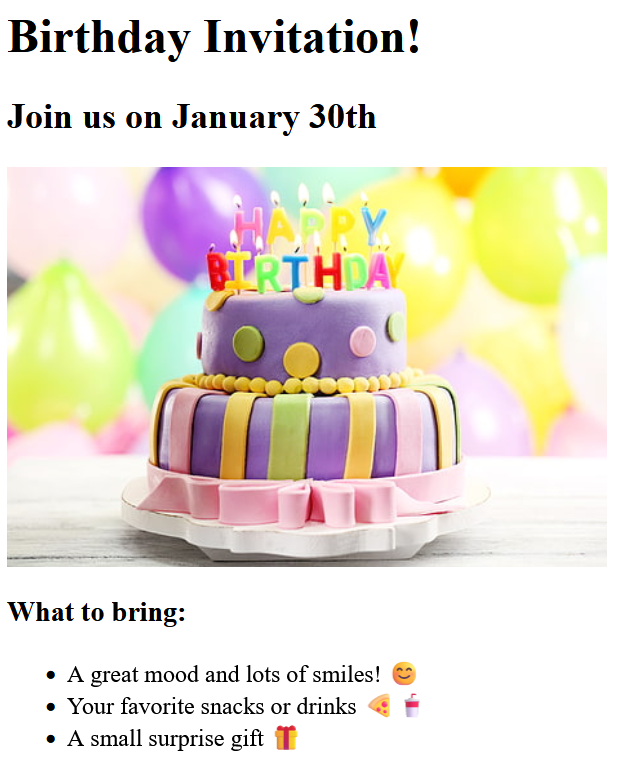 Birthday Invitation!
Join us on January 30th
HAPPY
BIRTHDAY
What to bring:
• A great mood and lots of smiles! 😊
• Your favorite snacks or drinks 🍕 🥤
• A small surprise gift 🎁